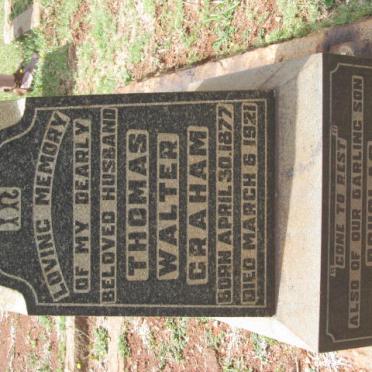 LOVING MEMORY
OF MY DEARLY
BELOVED HUSBAND
THOMAS
WALTER
GRAHAM
BORN APRIL 30, 1877
DIED MARCH 6 1921
"GONE TO REST"
ALSO OF OUR DARLING SON